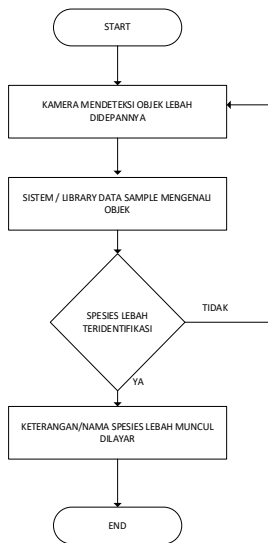 START
KAMERA MENDETEKSI OBJEK LEBAH
DIDEPANNYA
SISTEM / LIBRARY DATA SAMPLE MENGENALI
OBJEK
SPESIES LEBAH
TERIDENTIFIKASI
TIDAK
YA
KETERANGAN/NAMA SPESIES LEBAH MUNCUL
DILAYAR
END